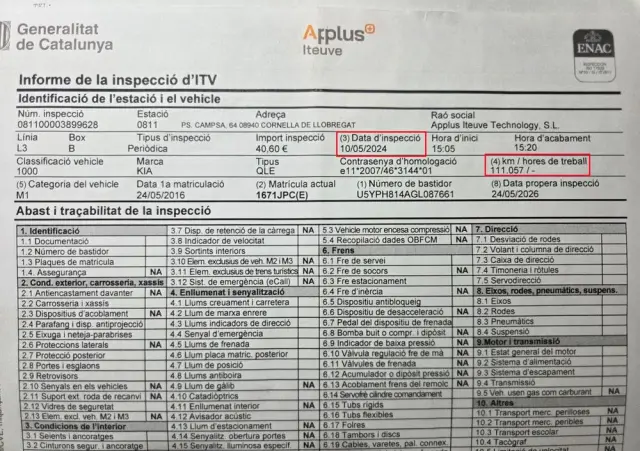 Generalitat
de Catalunya
Applus+
Iteuve
ENAC
Informe de la inspecció d'ITV
Identificació de l'estació i el vehicle
Núm. inspecció Estació Adreça Raó social
081100003899628 0811 PS. CAMPSA, 64 08940 CORNELLA DE LLOBREGAT Applus Iteuve Technology, S.L.
Línia Box Tipus d'inspecció Import inspecció (3) Data d'inspecció Hora d'inici Hora d'acabament
L3 B Periòdica 40,60 € 10/05/2024 15:05 15:20
Classificació vehicle Marca Tipus Contrasenya d'homologació (4) km / hores de treball
1000 KIA QLE e11*2007/46*3144*01 111.057 / -
(5) Categoria del vehicle Data 1a matriculació (2) Matrícula actual (1) Número de bastidor (8) Data propera inspecció
M1 24/05/2016 1671JPC(E) U5YPH814AGL087661 24/05/2026
Abast i traçabilitat de la inspecció
1. Identificació
1.1 Documentació
1.2 Número de bastidor
1.3 Plaques de matrícula
1.4. Assegurança NA
2. Cond. exterior, carrosseria, xassís
2.1 Antiencastament davanter NA
2.2 Carrosseria i xassís
2.3 Dispositius d'acoblament NA
2.4 Parafang i disp. antiprojecció
2.5 Eixuga i neteja-parabrises
2.6 Proteccions laterals NA
2.7 Protecció posterior
2.8 Portes i esglaons
2.9 Retrovisors
2.10 Senyals en els vehicles NA
2.11 Suport ext. roda de recanvi NA
2.12 Vidres de seguretat
2.13 Elem. excl. veh. M2 i M3 NA
3. Condicions de l'interior
3.1 Seients i ancoratges
3.2 Cinturons segur. i ancorat.
3.7 Disp. de retenció de la càrrega NA
3.8 Indicador de velocitat
3.9 Sortints interiors
3.10 Elem. exclusius de veh. M2 i M3 NA
3.11 Elem. exclusius de trens turístics NA
3.12 Sist. de emergència (eCall) NA
4. Enllumenat i senyalització
4.1 Llums creuament i carretera
4.2 Llum de marxa enrere
4.3 Llums indicadors de direcció
4.4 Senyal d'emergència
4.5 Llums de frenada
4.6 Llum placa matric. posterior
4.7 Llum de posició
4.8 Llums antiboira
4.9 Llum de gàlib NA
4.10 Catadiòptrics
4.11 Enllumenat interior NA
4.12 Avisador acústic
4.13 Llum d'estacionament NA
4.14 Senyalitz. obertura portes NA
4.15 Senyalitz. lluminosa específ. NA
5.3 Vehicle motor encesa compressió NA
5.4 Recopilació dades OBFCM NA
6. Frens
6.1 Fre de servei
6.2 Fre de socors NA
6.3 Fre estacionament
6.4 Fre d'inèrcia NA
6.5 Dispositiu antibloqueig
6.6 Dispositiu de desacceleració NA
6.7 Pedal del dispositiu de frenada
6.8 Bomba buit o compr. i dipòsit NA
6.9 Indicador de baixa pressió NA
6.10 Vàlvula regulació fre de mà NA
6.11 Vàlvules de frenada NA
6.12 Acumulador o dipòsit pressió NA
6.13 Acoblament frens del remolc NA
6.14 Servofre cilindre comandament
6.15 Tubs rígids
6.16 Tubs flexibles
6.17 Folres
6.18 Tambors i discs
6.19 Cables, varetes, pal. connex.
7. Direcció
7.1 Desviació de rodes
7.2 Volant i columna de direcció
7.3 Caixa de direcció
7.4 Timoneria i ròtules
7.5 Servodirecció
8. Eixos, rodes, pneumàtics, suspens.
8.1 Eixos
8.2 Rodes
8.3 Pneumàtics
8.4 Suspensió
9.Motor i transmissió
9.1 Estat general del motor
9.2 Sistema d'alimentació
9.3 Sistema d'escapament
9.4 Transmissió
9.5 Veh. usen gas com carburant
10. Altres
10.1 Transport merc. perilloses
10.2 Transport merc. peribles
10.3 Transport escolar
10.4 Tacògraf